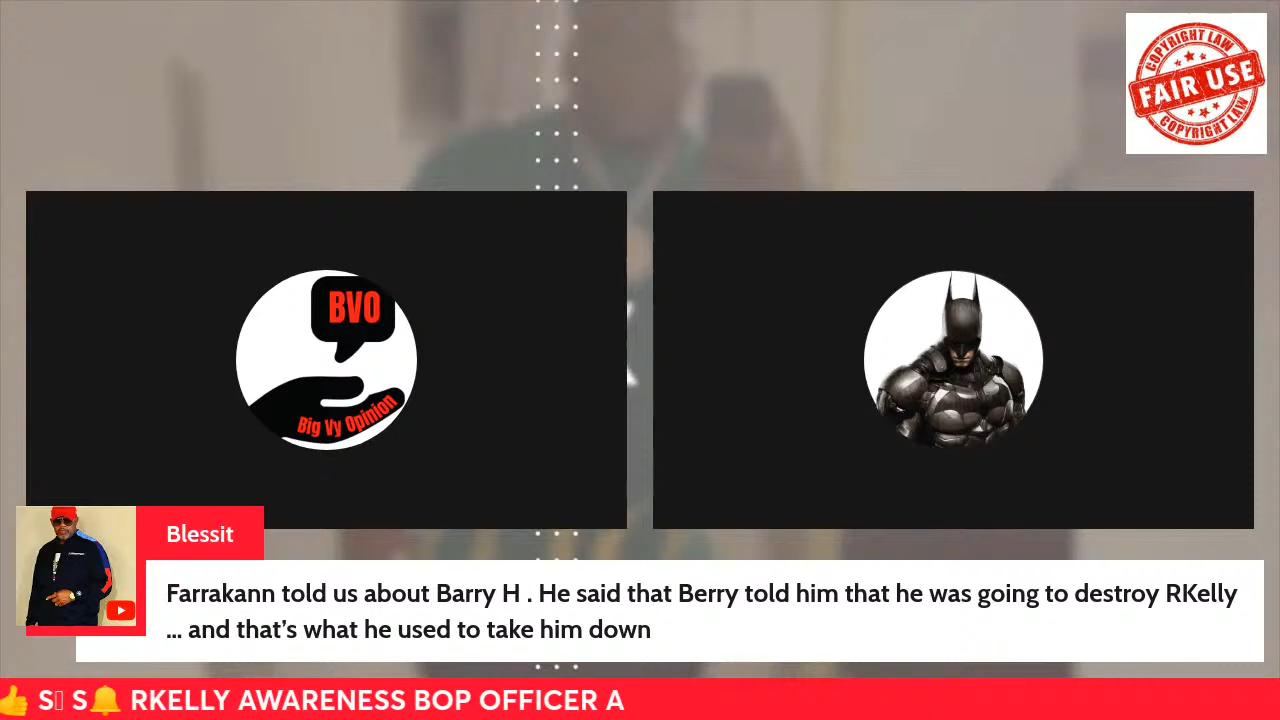 COPYRIGHT LAW
FAIR USE
COPYRIGHT LAW
BVO
Big Vy Opinion
Blessit
Farrakann told us about Barry H . He said that Berry told him that he was going to destroy RKelly
... and that’s what he used to take him down
👍 S S🔔 RKELLY AWARENESS BOP OFFICER A